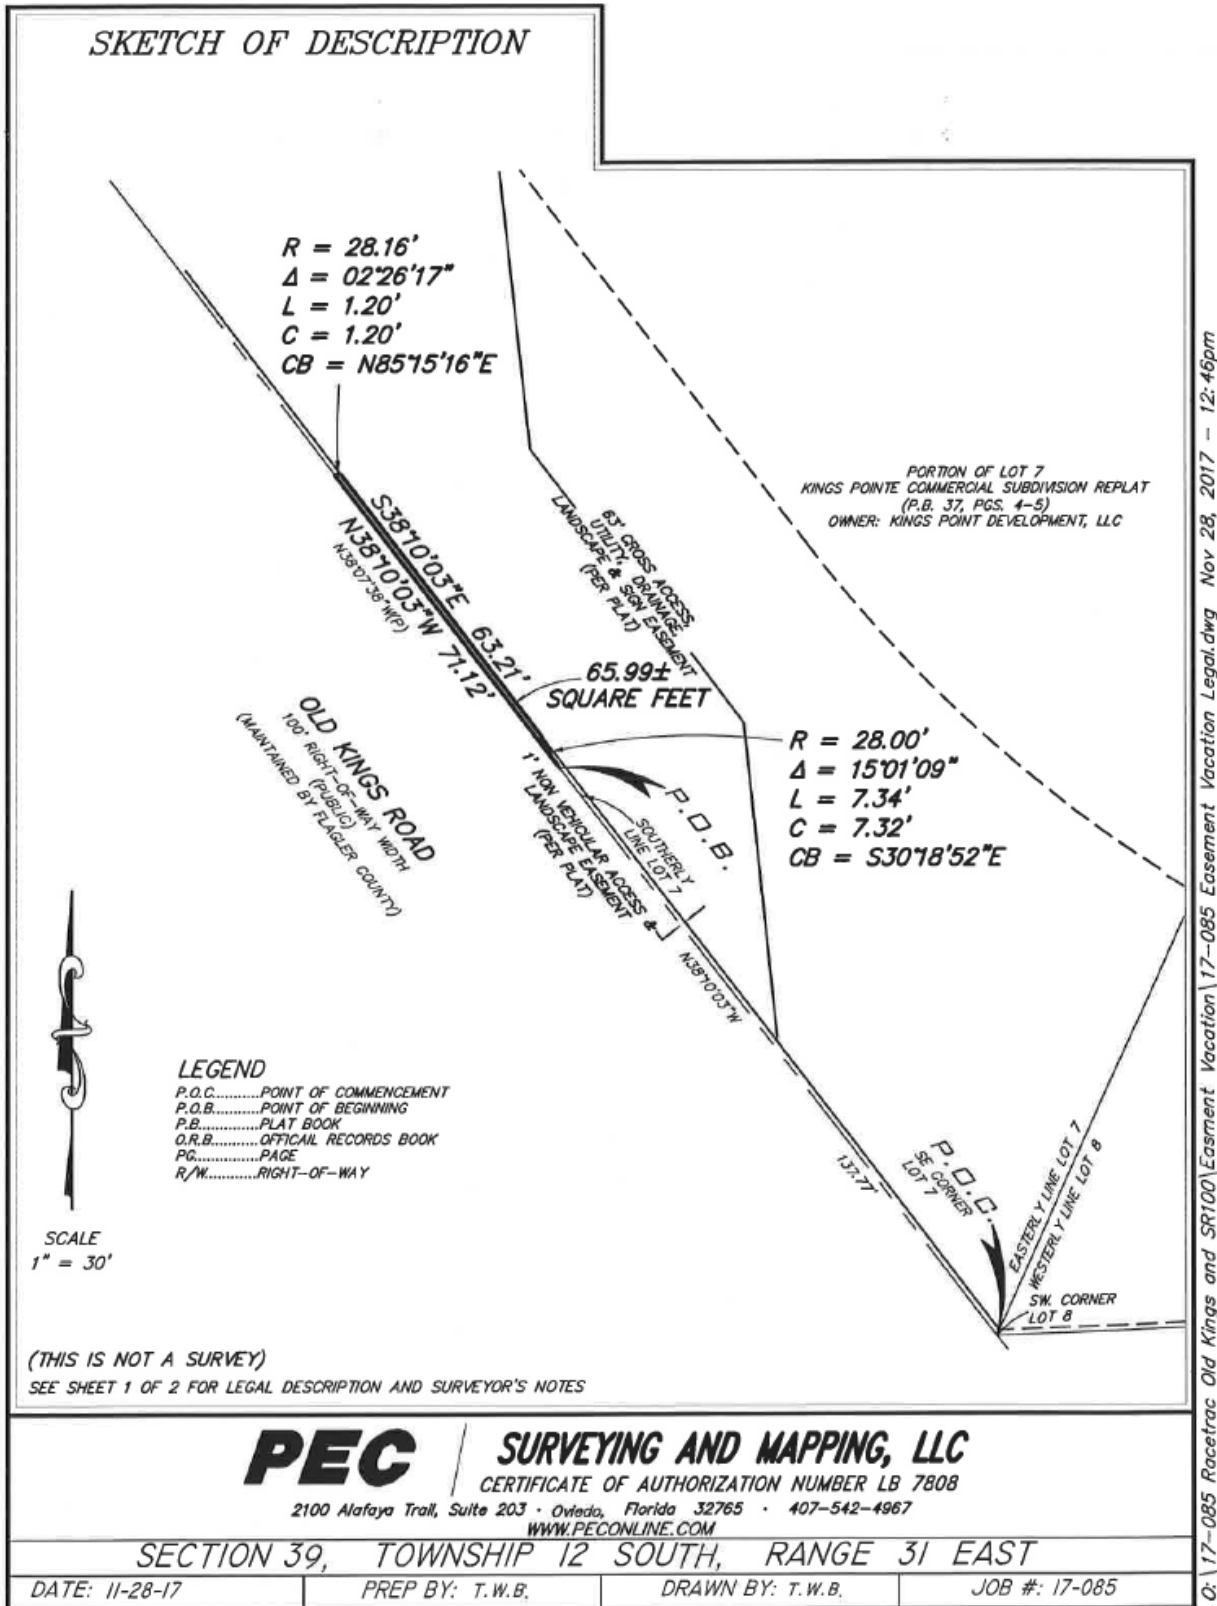 SKETCH OF DESCRIPTION
R = 28.16'
Δ = 02°26'17"
L = 1.20'
C = 1.20'
CB = N85°15'16"E
PORTION OF LOT 7
KINGS POINTE COMMERCIAL SUBDIVISION REPLAT
(P.B. 37, PGS. 4-5)
OWNER: KINGS POINT DEVELOPMENT, LLC
63' CROSS ACCESS,
UTILITY, DRAINAGE,
LANDSCAPE & SIGN EASEMENT
(PER PLAT)
S38°10'03"E 63.21'
N38°10'03"W 71.12'
N38°07'38"W(P)
65.99±
SQUARE FEET
OLD KINGS ROAD
100' RIGHT-OF-WAY WIDTH
(PUBLIC)
(MAINTAINED BY FLAGLER COUNTY)
R = 28.00'
Δ = 15°01'09"
L = 7.34'
C = 7.32'
CB = S30°18'52"E
P.O.B.
SOUTHERLY
LINE LOT 7
1' NON VEHICULAR ACCESS &
LANDSCAPE EASEMENT
(PER PLAT)
N38°10'03"W
137.77'
P.O.C.
SE CORNER
LOT 7
EASTERLY LINE LOT 7
WESTERLY LINE LOT 8
SW. CORNER
LOT 8
LEGEND
P.O.C..........POINT OF COMMENCEMENT
P.O.B..........POINT OF BEGINNING
P.B............PLAT BOOK
O.R.B..........OFFICAIL RECORDS BOOK
PG.............PAGE
R/W............RIGHT-OF-WAY
SCALE
1" = 30'
(THIS IS NOT A SURVEY)
SEE SHEET 1 OF 2 FOR LEGAL DESCRIPTION AND SURVEYOR'S NOTES
PEC SURVEYING AND MAPPING, LLC
CERTIFICATE OF AUTHORIZATION NUMBER LB 7808
2100 Alafaya Trail, Suite 203 · Oviedo, Florida 32765 · 407-542-4967
WWW.PECONLINE.COM
SECTION 39, TOWNSHIP 12 SOUTH, RANGE 31 EAST
DATE: 11-28-17 PREP BY: T.W.B. DRAWN BY: T.W.B. JOB #: 17-085
O:\17-085 Racetrac Old Kings and SR100\Easment Vacation\17-085 Easement Vacation Legal.dwg Nov 28, 2017 - 12:46pm